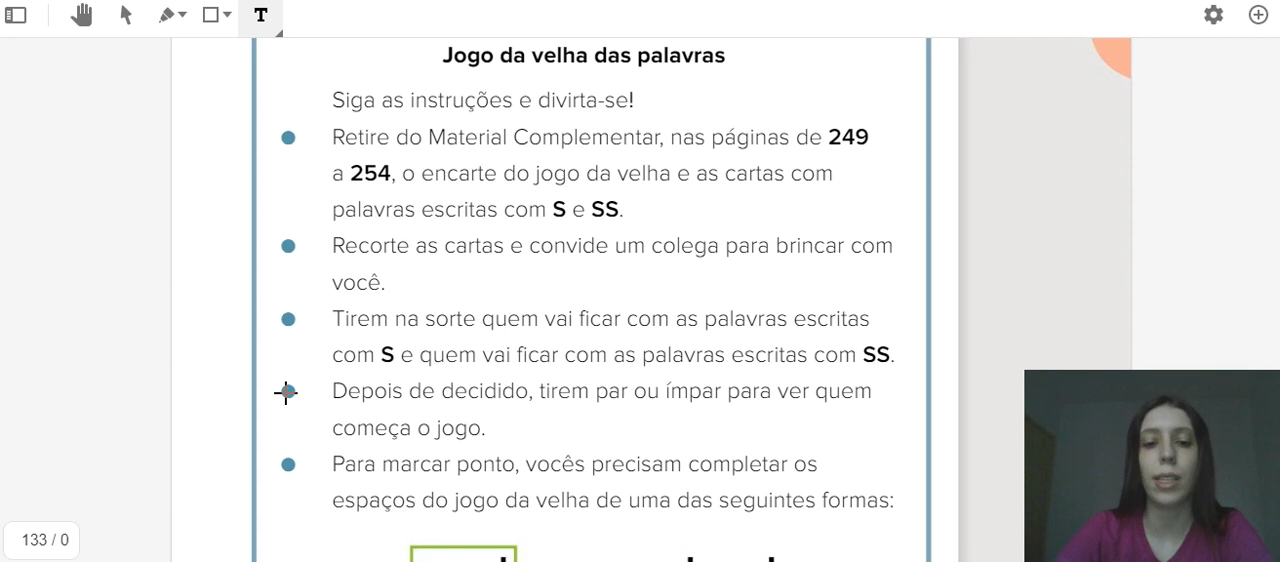 T
Jogo da velha das palavras
Siga as instruções e divirta-se!
Retire do Material Complementar, nas páginas de 249
a 254, o encarte do jogo da velha e as cartas com
palavras escritas com S e SS.
Recorte as cartas e convide um colega para brincar com
você.
Tirem na sorte quem vai ficar com as palavras escritas
com S e quem vai ficar com as palavras escritas com SS.
Depois de decidido, tirem par ou ímpar para ver quem
começa o jogo.
Para marcar ponto, vocês precisam completar os
espaços do jogo da velha de uma das seguintes formas:
133 / 0